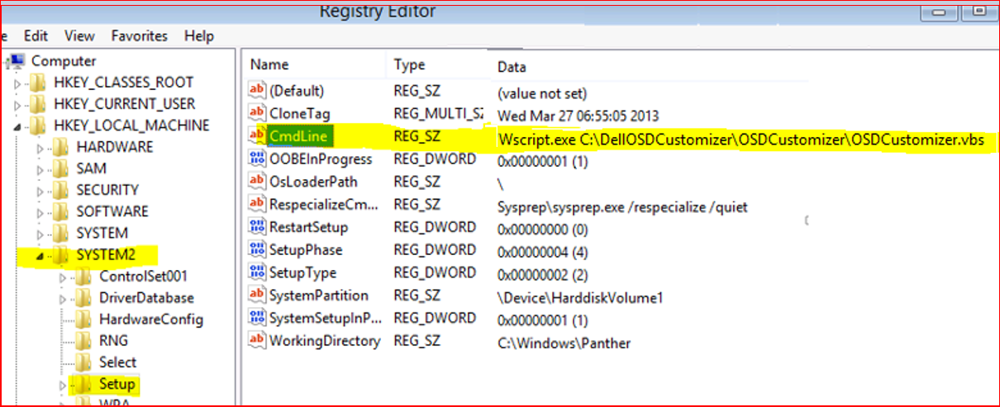 Registry Editor
e Edit View Favorites Help
Computer
HKEY_CLASSES_ROOT
HKEY_CURRENT_USER
HKEY_LOCAL_MACHINE
HARDWARE
SAM
SECURITY
SOFTWARE
SYSTEM
SYSTEM2
ControlSet001
DriverDatabase
HardwareConfig
RNG
Select
Setup
WPA
Name Type Data
(Default) REG_SZ (value not set)
CloneTag REG_MULTI_SZ Wed Mar 27 06:55:05 2013
CmdLine REG_SZ Wscript.exe C:\DellOSDCustomizer\OSDCustomizer\OSDCustomizer.vbs
OOBEInProgress REG_DWORD 0x00000001 (1)
OsLoaderPath REG_SZ \
RespecializeCm... REG_SZ Sysprep\sysprep.exe /respecialize /quiet
RestartSetup REG_DWORD 0x00000000 (0)
SetupPhase REG_DWORD 0x00000004 (4)
SetupType REG_DWORD 0x00000002 (2)
SystemPartition REG_SZ \Device\HarddiskVolume1
SystemSetupInP... REG_DWORD 0x00000001 (1)
WorkingDirectory REG_SZ C:\Windows\Panther